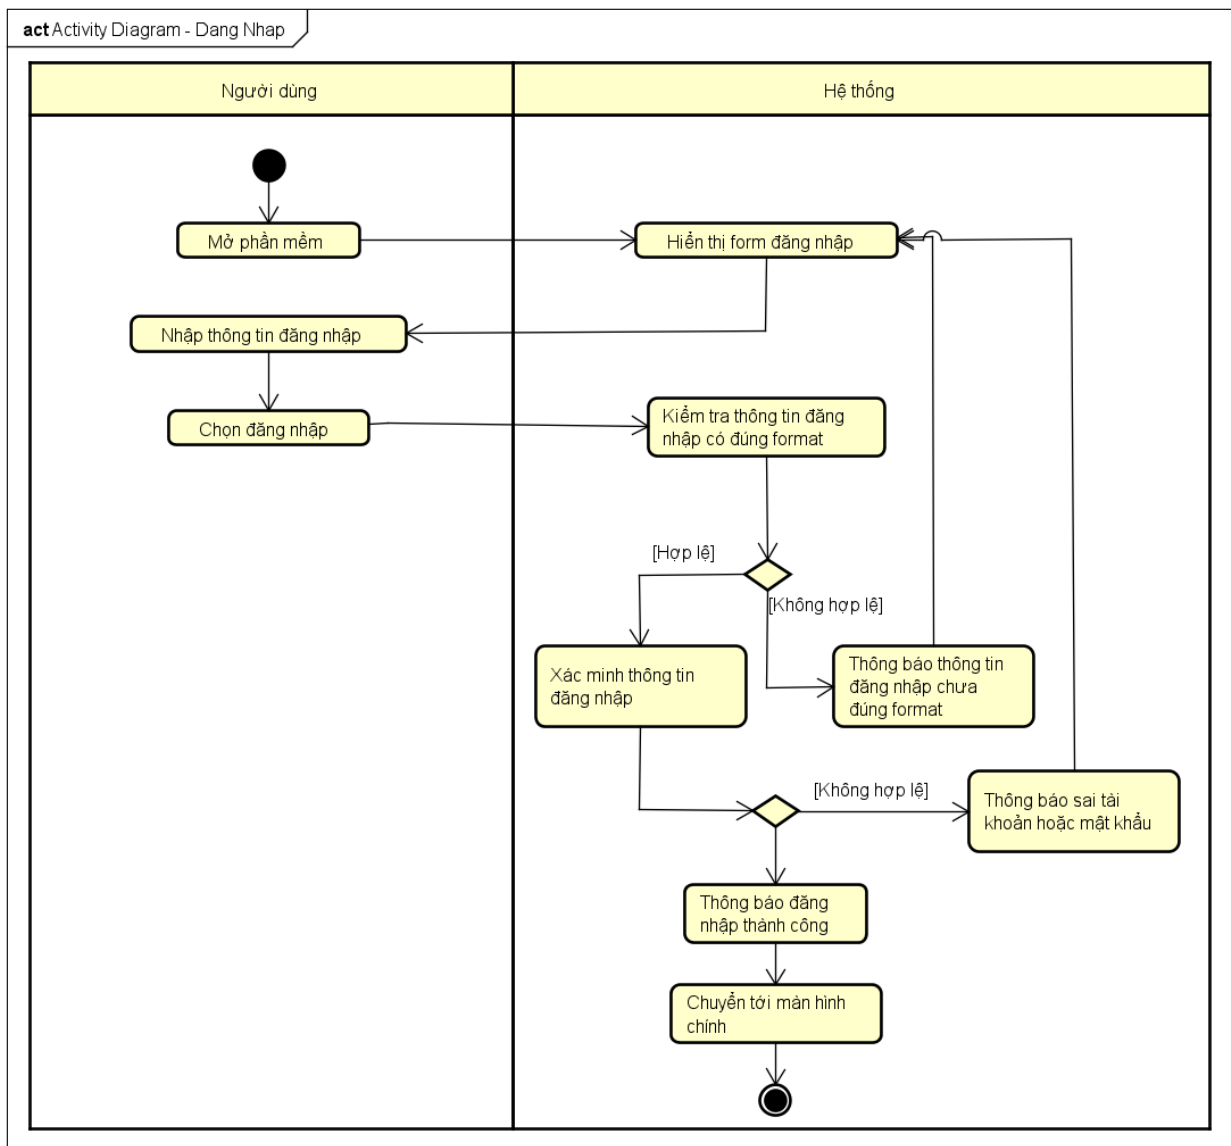 act Activity Diagram - Dang Nhap
Người dùng
Hệ thống
Mở phần mềm
Hiển thị form đăng nhập
Nhập thông tin đăng nhập
Chọn đăng nhập
Kiểm tra thông tin đăng
nhập có đúng format
[Hợp lệ]
[Không hợp lệ]
Xác minh thông tin
đăng nhập
Thông báo thông tin
đăng nhập chưa
đúng format
[Không hợp lệ]
Thông báo sai tài
khoản hoặc mật khẩu
Thông báo đăng
nhập thành công
Chuyển tới màn hình
chính